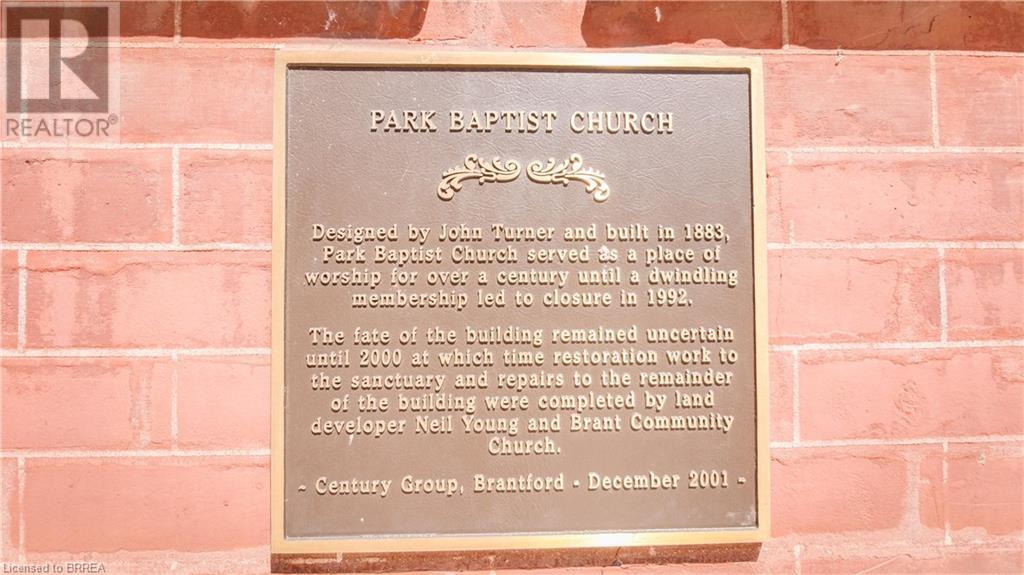 R
REALTOR®
PARK BAPTIST CHURCH
Designed by John Turner and built in 1883,
Park Baptist Church served as a place of
worship for over a century until a dwindling
membership led to closure in 1992.
The fate of the building remained uncertain
until 2000 at which time restoration work to
the sanctuary and repairs to the remainder
of the building were completed by land
developer Neil Young and Brant Community
Church.
~ Century Group, Brantford - December 2001 ~
Licensed to BRREA